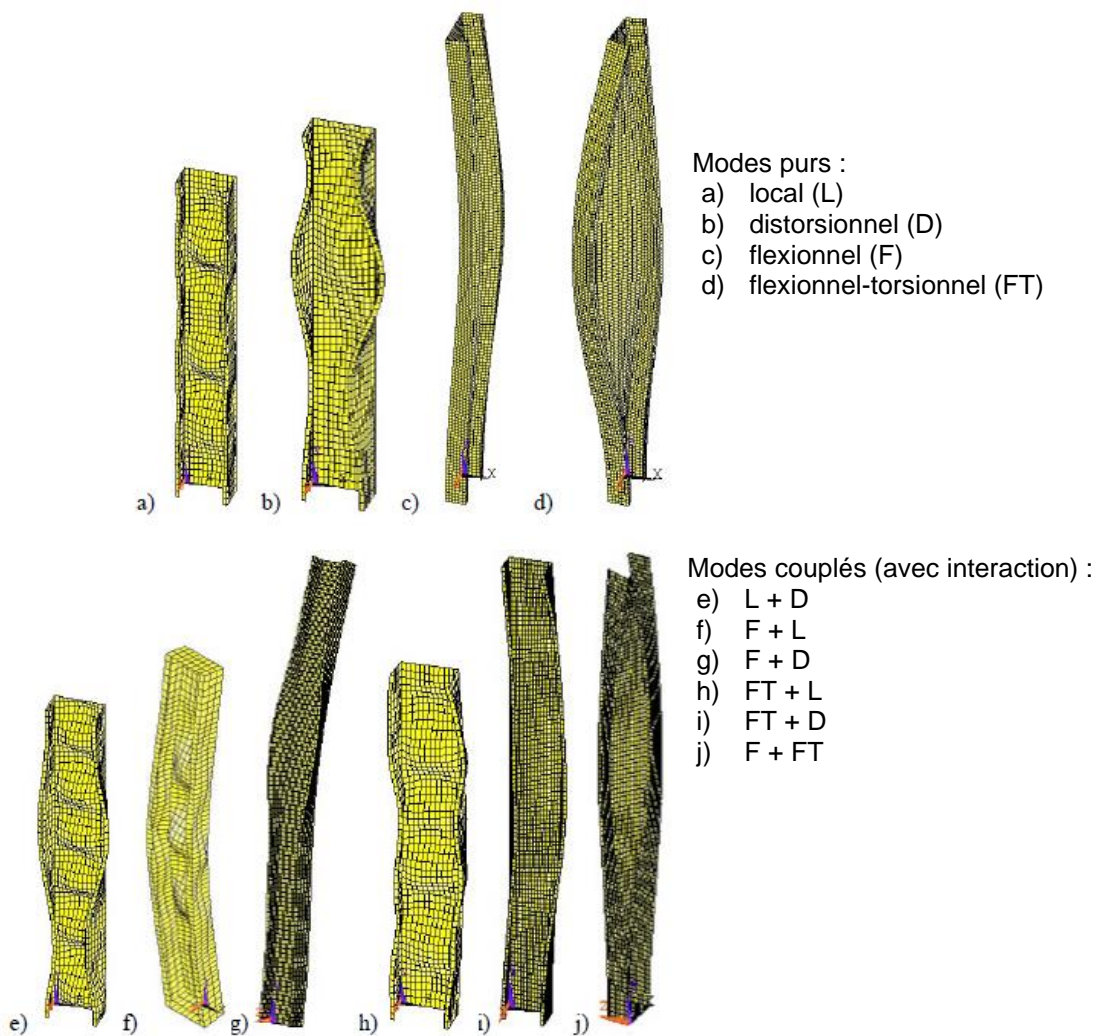 Modes purs :
a) local (L)
b) distorsionnel (D)
c) flexionnel (F)
d) flexionnel-torsionnel (FT)
X
X
a)
b)
c)
d)
Modes couplés (avec interaction) :
e) L + D
f) F + L
g) F + D
h) FT + L
i) FT + D
j) F + FT
e)
f)
g)
h)
i)
j)